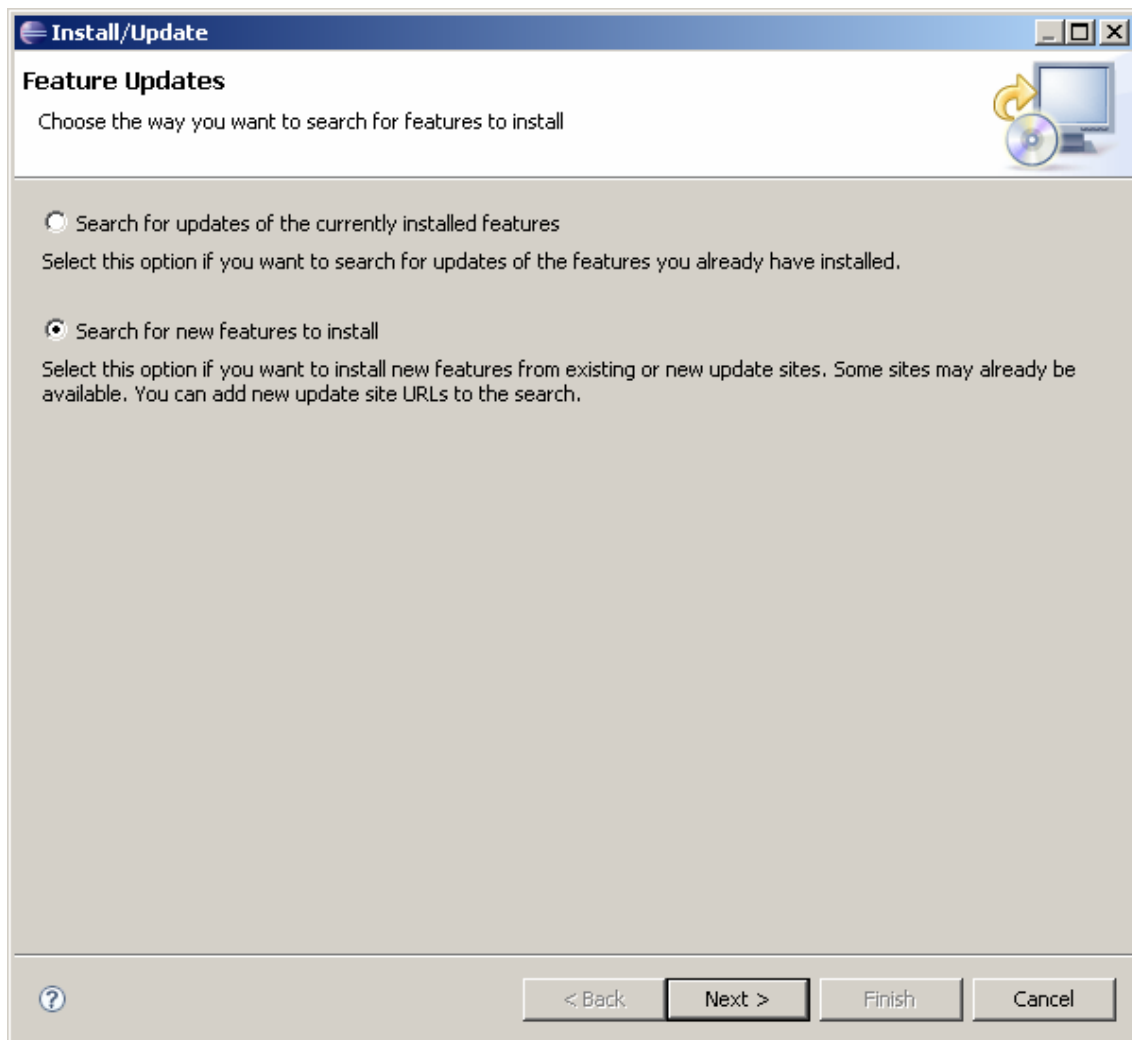 Install/Update
Feature Updates
Choose the way you want to search for features to install
Search for updates of the currently installed features
Select this option if you want to search for updates of the features you already have installed.
Search for new features to install
Select this option if you want to install new features from existing or new update sites. Some sites may already be
available. You can add new update site URLs to the search.
? < Back Next > Finish Cancel